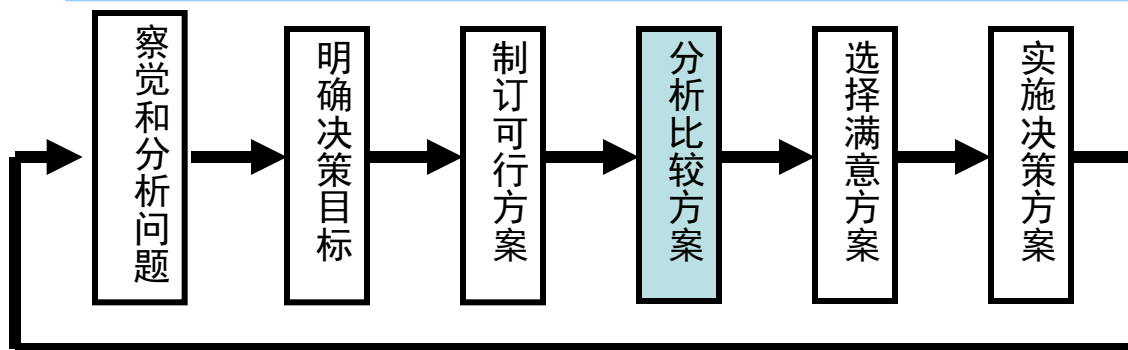 察觉和分析问题
明确决策目标
制订可行方案
分析比较方案
选择满意方案
实施决策方案